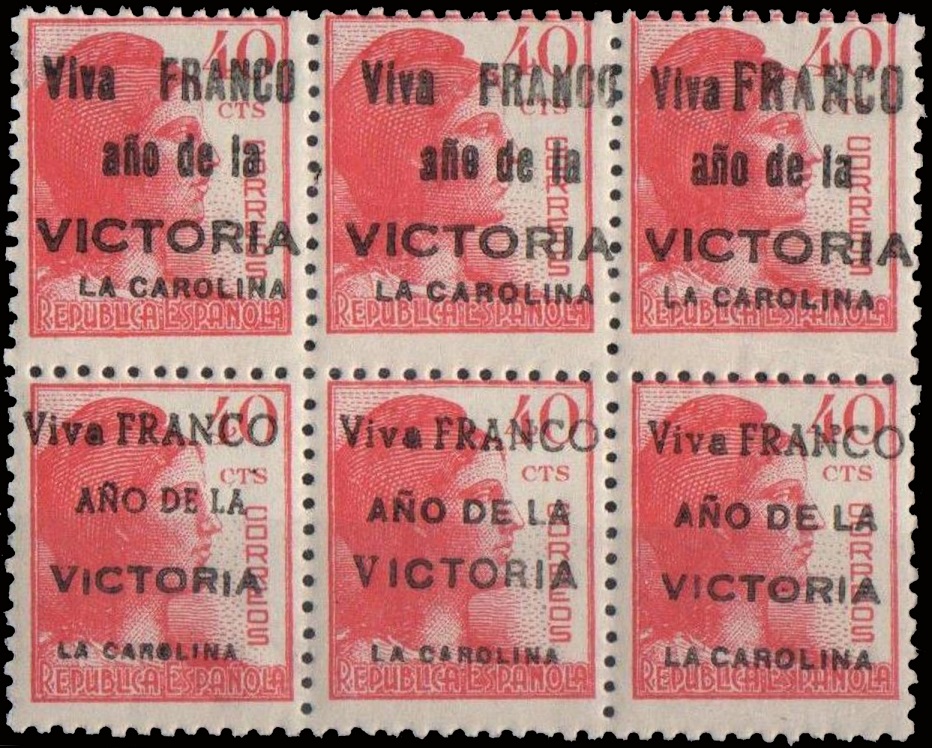 40 40 40
Viva FRANCO Viva FRANCO Viva FRANCO
CTS CTS CTS
año de la año de la año de la
CORREOS CORREOS CORREOS
VICTORIA VICTORIA VICTORIA
LA CAROLINA LA CAROLINA LA CAROLINA
REPUBLICA ESPAÑOLA REPUBLICA ESPAÑOLA REPUBLICA ESPAÑOLA
40 40 40
Viva FRANCO Viva FRANCO Viva FRANCO
CTS CTS CTS
AÑO DE LA AÑO DE LA AÑO DE LA
CORREOS CORREOS CORREOS
VICTORIA VICTORIA VICTORIA
LA CAROLINA LA CAROLINA LA CAROLINA
REPUBLICA ESPAÑOLA REPUBLICA ESPAÑOLA REPUBLICA ESPAÑOLA